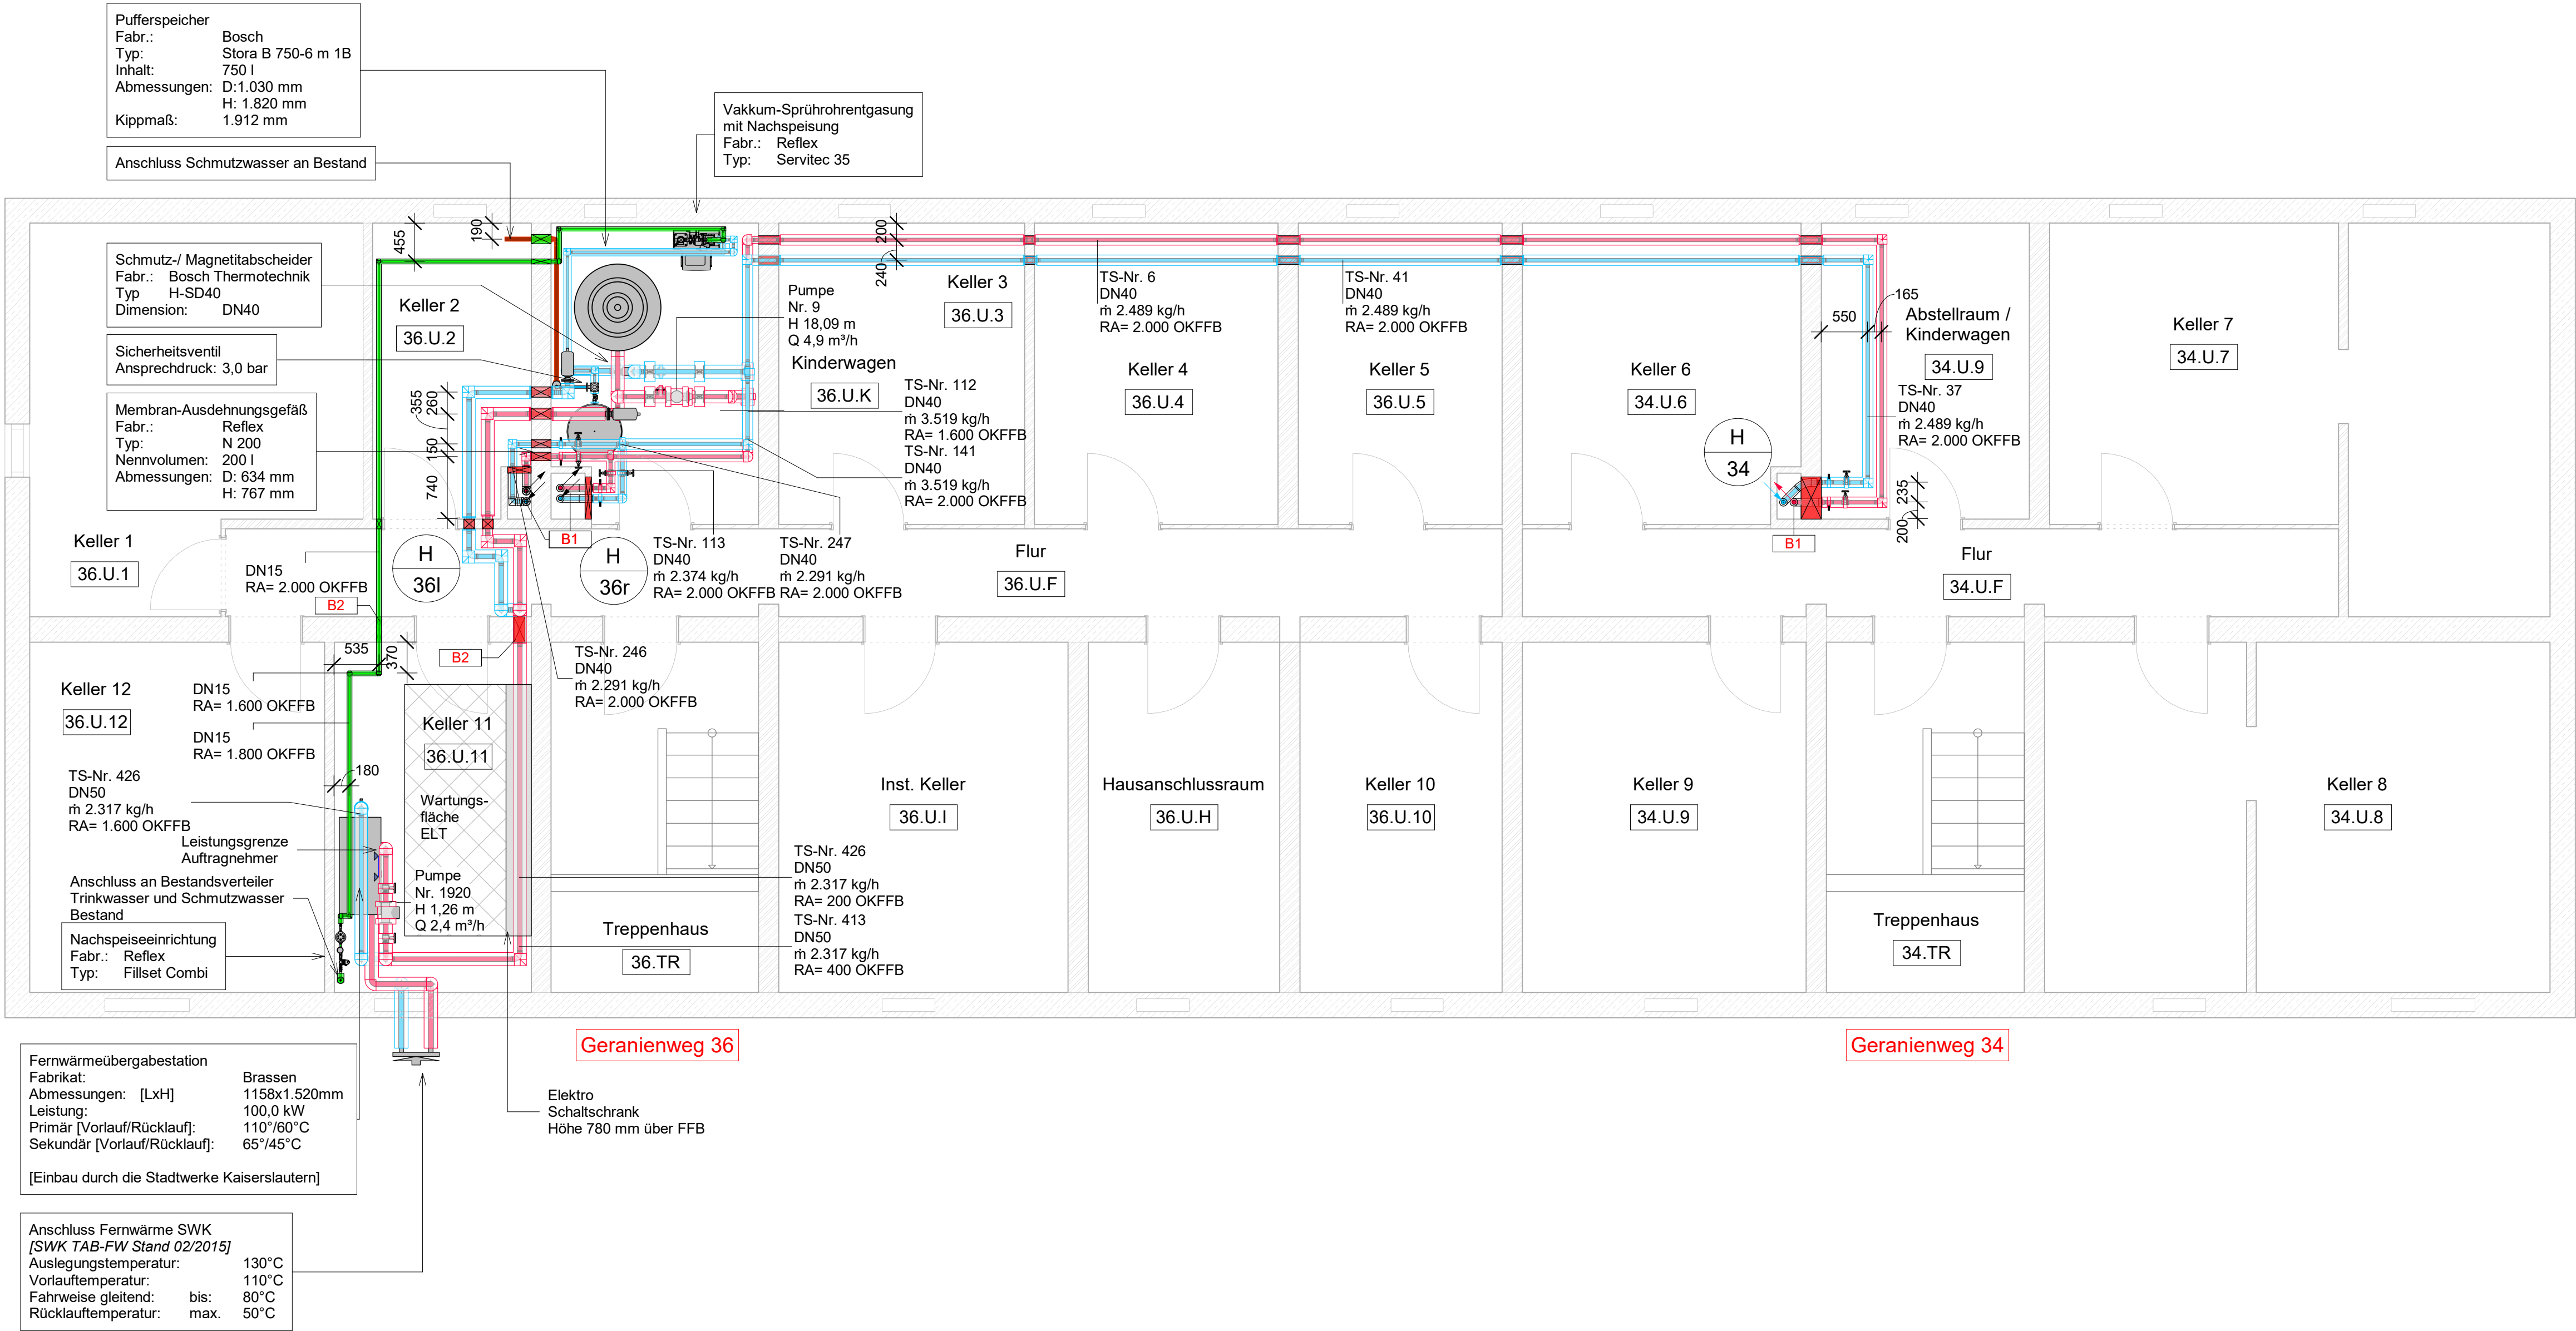 Pufferspeicher
Fabr.: Bosch
Typ: Stora B 750-6 m 1B
Inhalt: 750 l
Abmessungen: D:1.030 mm
H: 1.820 mm
Kippmaß: 1.912 mm
Anschluss Schmutzwasser an Bestand
Vakkum-Sprührohrentgasung
mit Nachspeisung
Fabr.: Reflex
Typ: Servitec 35
Schmutz-/ Magnetitabscheider
Fabr.: Bosch Thermotechnik
Typ H-SD40
Dimension: DN40
Sicherheitsventil
Ansprechdruck: 3,0 bar
Membran-Ausdehnungsgefäß
Fabr.: Reflex
Typ: N 200
Nennvolumen: 200 l
Abmessungen: D: 634 mm
H: 767 mm
455
190
200
240
Keller 2
36.U.2
355
260
150
740
Pumpe
Nr. 9
H 18,09 m
Q 4,9 m³/h
Kinderwagen
36.U.K
Keller 3
36.U.3
TS-Nr. 112
DN40
ṁ 3.519 kg/h
RA= 1.600 OKFFB
TS-Nr. 141
DN40
ṁ 3.519 kg/h
RA= 2.000 OKFFB
TS-Nr. 6
DN40
ṁ 2.489 kg/h
RA= 2.000 OKFFB
Keller 4
36.U.4
TS-Nr. 41
DN40
ṁ 2.489 kg/h
RA= 2.000 OKFFB
Keller 5
36.U.5
Keller 6
34.U.6
H
34
550
165
Abstellraum /
Kinderwagen
34.U.9
TS-Nr. 37
DN40
ṁ 2.489 kg/h
RA= 2.000 OKFFB
235
200
B1
Keller 7
34.U.7
Keller 1
36.U.1
DN15
RA= 2.000 OKFFB
B2
H
36l
B1
H
36r
TS-Nr. 113
DN40
ṁ 2.374 kg/h
RA= 2.000 OKFFB
TS-Nr. 247
DN40
ṁ 2.291 kg/h
RA= 2.000 OKFFB
Flur
36.U.F
Flur
34.U.F
535
370
B2
TS-Nr. 246
DN40
ṁ 2.291 kg/h
RA= 2.000 OKFFB
Keller 12
36.U.12
DN15
RA= 1.600 OKFFB
DN15
RA= 1.800 OKFFB
180
TS-Nr. 426
DN50
ṁ 2.317 kg/h
RA= 1.600 OKFFB
Leistungsgrenze
Auftragnehmer
Anschluss an Bestandsverteiler
Trinkwasser und Schmutzwasser
Bestand
Nachspeiseeinrichtung
Fabr.: Reflex
Typ: Fillset Combi
Keller 11
36.U.11
Wartungs-
fläche
ELT
Pumpe
Nr. 1920
H 1,26 m
Q 2,4 m³/h
Treppenhaus
36.TR
TS-Nr. 426
DN50
ṁ 2.317 kg/h
RA= 200 OKFFB
TS-Nr. 413
DN50
ṁ 2.317 kg/h
RA= 400 OKFFB
Inst. Keller
36.U.I
Hausanschlussraum
36.U.H
Keller 10
36.U.10
Keller 9
34.U.9
Treppenhaus
34.TR
Keller 8
34.U.8
Geranienweg 36
Geranienweg 34
Elektro
Schaltschrank
Höhe 780 mm über FFB
Fernwärmeübergabestation
Fabrikat: Brassen
Abmessungen: [LxH] 1158x1.520mm
Leistung: 100,0 kW
Primär [Vorlauf/Rücklauf]: 110°/60°C
Sekundär [Vorlauf/Rücklauf]: 65°/45°C
[Einbau durch die Stadtwerke Kaiserslautern]
Anschluss Fernwärme SWK
[SWK TAB-FW Stand 02/2015]
Auslegungstemperatur: 130°C
Vorlauftemperatur: 110°C
Fahrweise gleitend: bis: 80°C
Rücklauftemperatur: max. 50°C